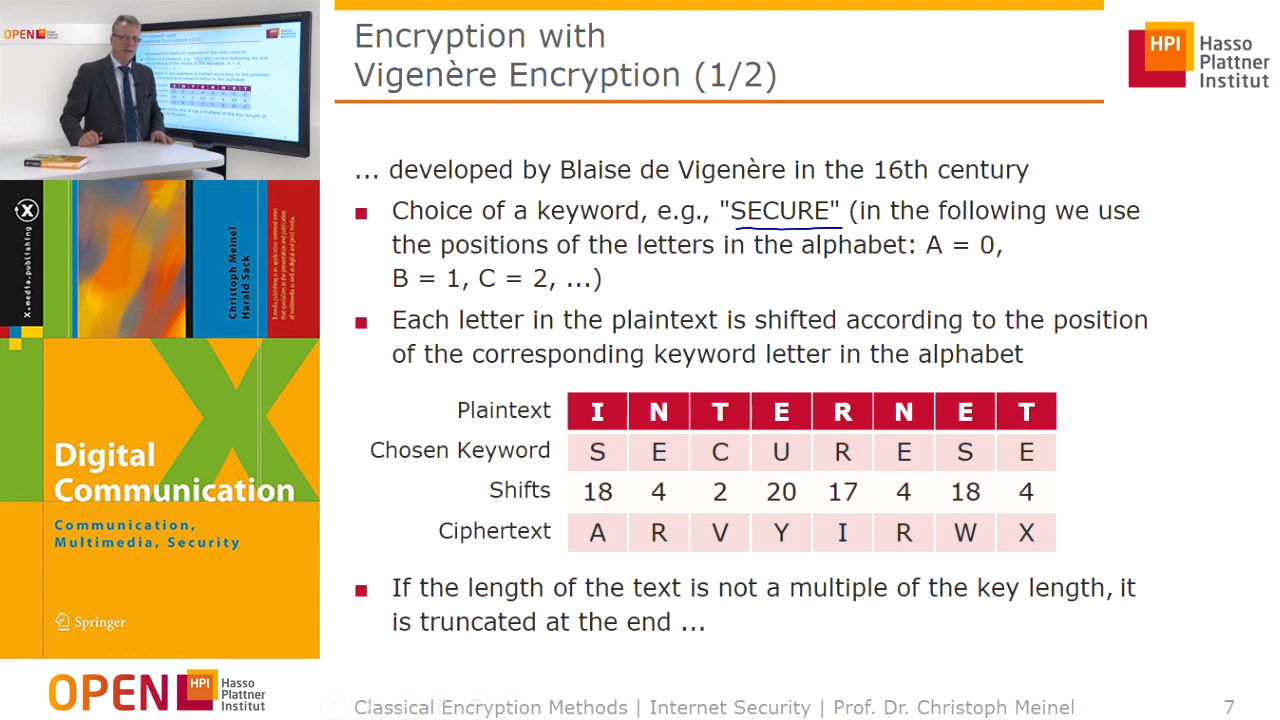 OPEN HPI Hasso Plattner Institut
Encryption with
Vigenère Encryption (1/2)
HPI Hasso
Plattner
Institut
... developed by Blaise de Vigenère in the 16th century
Choice of a keyword, e.g., "SECURE" (in the following we use
the positions of the letters in the alphabet: A = 0,
B = 1, C = 2, ...)
Each letter in the plaintext is shifted according to the position
of the corresponding keyword letter in the alphabet
Plaintext I N T E R N E T
Chosen Keyword S E C U R E S E
Shifts 18 4 2 20 17 4 18 4
Ciphertext A R V Y I R W X
If the length of the text is not a multiple of the key length, it
is truncated at the end ...
X.media.publishing
Christoph Meinel
Harald Sack
Digital
Communication
Communication,
Multimedia, Security
Springer
OPEN HPI Hasso
Plattner
Institut
Classical Encryption Methods | Internet Security | Prof. Dr. Christoph Meinel 7